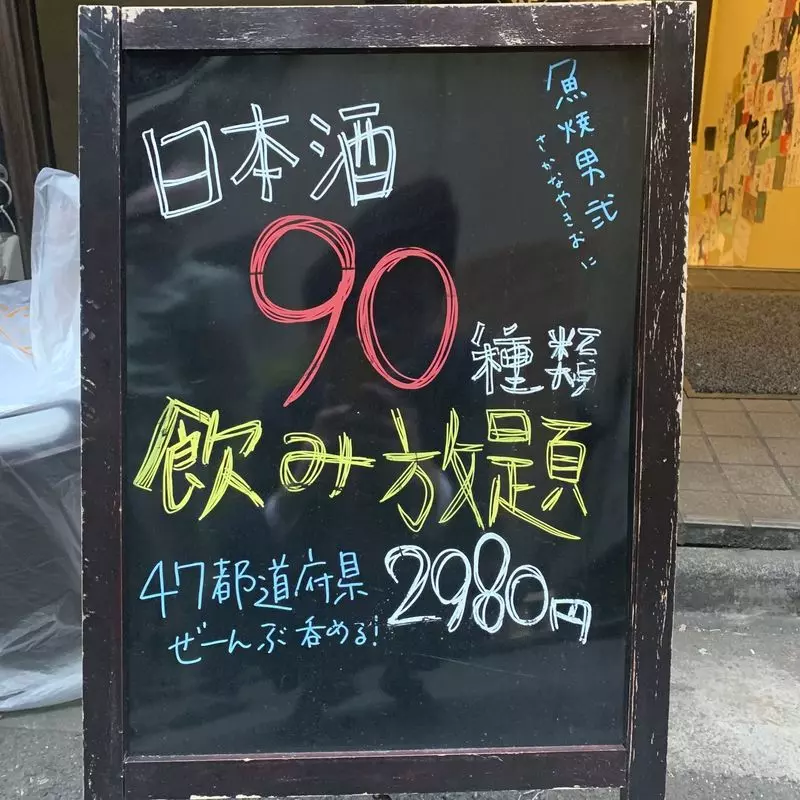 魚焼男弐
さかなやきおに
日本酒
90
種類
飲み放題
47都道府県
ぜーんぶ呑める!
2980円